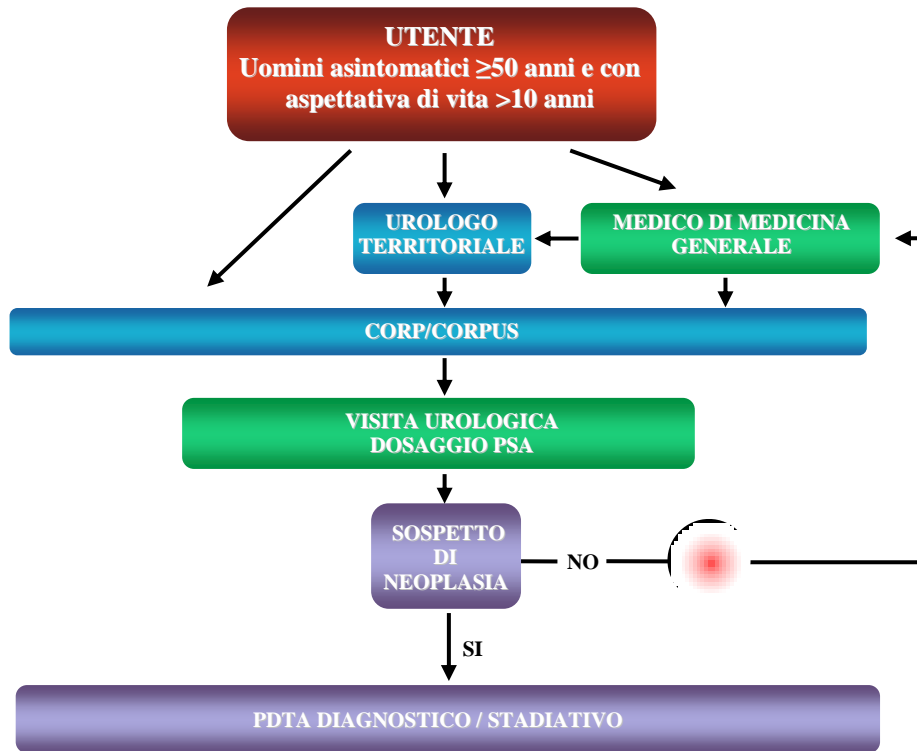 UTENTE
Uomini asintomatici ≥50 anni e con
aspettativa di vita >10 anni
UROLOGO
TERRITORIALE
MEDICO DI MEDICINA
GENERALE
CORP/CORPUS
VISITA UROLOGICA
DOSAGGIO PSA
SOSPETTO
DI
NEOPLASIA
NO
SI
PDTA DIAGNOSTICO / STADIATIVO